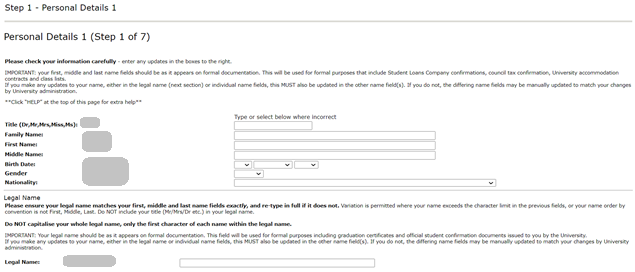 Step 1 - Personal Details 1
Personal Details 1 (Step 1 of 7)
Please check your information carefully - enter any updates in the boxes to the right.
IMPORTANT: your first, middle and last name fields should be as it appears on formal documentation. This will be used for formal purposes that include Student Loans Company confirmations, council tax confirmation, University accommodation
contracts and class lists.
If you make any updates to your name, either in the legal name (next section) or individual name fields, this MUST also be updated in the other name field(s). If you do not, the differing name fields may be manually updated to match your changes
by University administration.
**Click "HELP" at the top of this page for extra help**
Type or select below where incorrect
Title (Dr,Mr,Mrs,Miss,Ms):
Family Name:
First Name:
Middle Name:
Birth Date:
Gender
Nationality:
Legal Name
Please ensure your legal name matches your first, middle and last name fields exactly, and re-type in full if it does not. Variation is permitted where your name exceeds the character limit in the previous fields, or your name order by
convention is not First, Middle, Last. Do NOT include your title (Mr/Mrs/Dr etc.) in your legal name.
Do NOT capitalise your whole legal name, only the first character of each name within the legal name.
IMPORTANT: Your legal name should be as it appears on formal documentation. This field will be used for formal purposes including graduation certificates and official student confirmation documents issued to you by the University.
If you make any updates to your name, either in the legal name or individual name fields, this MUST also be updated in the other name field(s). If you do not, the differing name fields may be manually updated to match your changes by University
administration.
Legal Name: